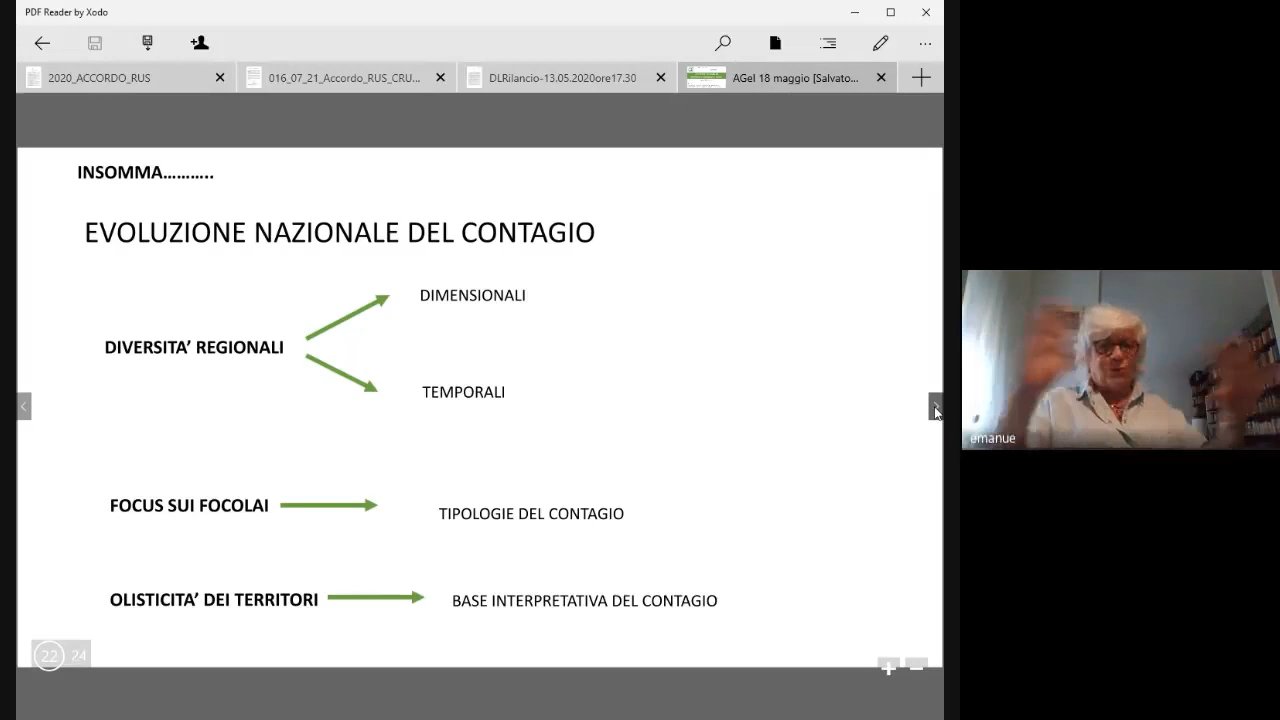 PDF Reader by Xodo
2020_ACCORDO_RUS
016_07_21_Accordo_RUS_CRU...
DLRilancio-13.05.2020ore17.30
AGeI 18 maggio [Salvato...
INSOMMA………..
EVOLUZIONE NAZIONALE DEL CONTAGIO
DIMENSIONALI
DIVERSITA’ REGIONALI
TEMPORALI
FOCUS SUI FOCOLAI
TIPOLOGIE DEL CONTAGIO
OLISTICITA’ DEI TERRITORI
BASE INTERPRETATIVA DEL CONTAGIO
22 24
emanue